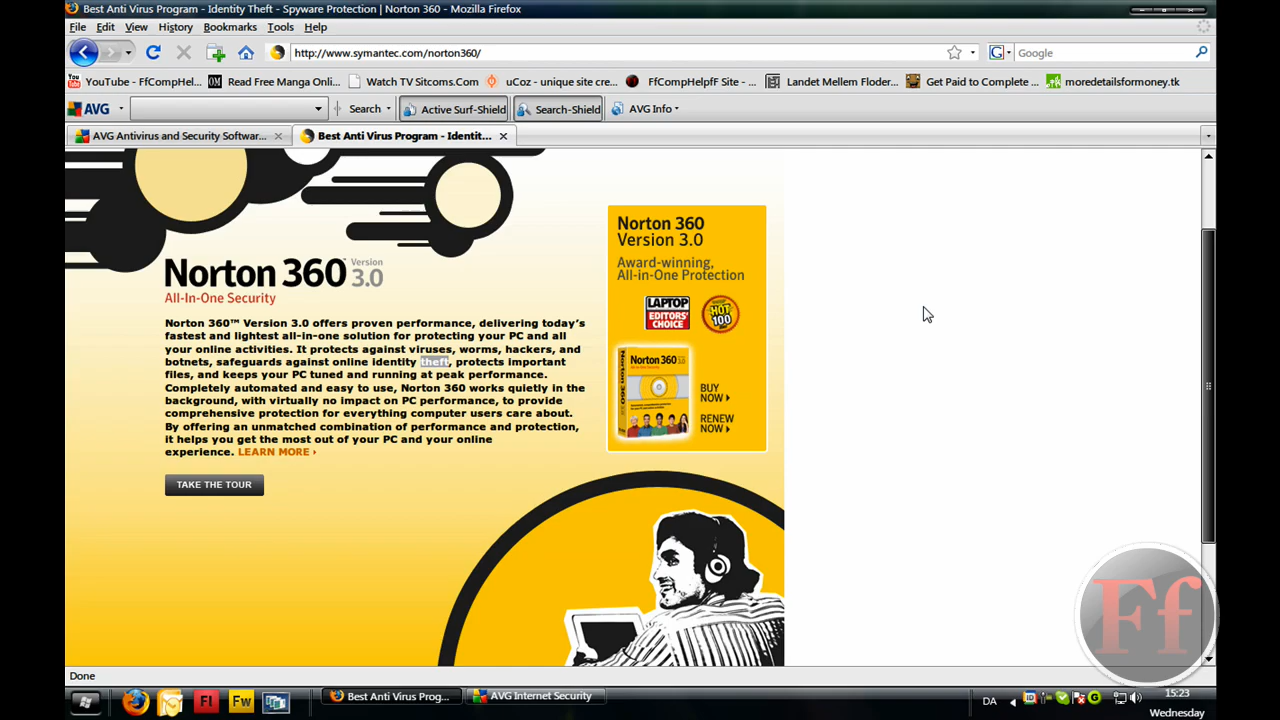 Best Anti Virus Program - Identity Theft - Spyware Protection | Norton 360 - Mozilla Firefox
File Edit View History Bookmarks Tools Help
http://www.symantec.com/norton360/
G Google
YouTube - FfCompHel... Read Free Manga Onli... Watch TV Sitcoms.Com uCoz - unique site cre... FfCompHelpfF Site - ... Landet Mellem Floder... Get Paid to Complete ... moredetailsformoney.tk
AVG Search Active Surf-Shield Search-Shield AVG Info
AVG Antivirus and Security Softwar... Best Anti Virus Program - Identit...
Norton 360 Version 3.0
All-In-One Security
Norton 360™ Version 3.0 offers proven performance, delivering today's
fastest and lightest all-in-one solution for protecting your PC and all
your online activities. It protects against viruses, worms, hackers, and
botnets, safeguards against online identity theft, protects important
files, and keeps your PC tuned and running at peak performance.
Completely automated and easy to use, Norton 360 works quietly in the
background, with virtually no impact on PC performance, to provide
comprehensive protection for everything computer users care about.
By offering an unmatched combination of performance and protection,
it helps you get the most out of your PC and your online
experience. LEARN MORE ›
TAKE THE TOUR
Norton 360
Version 3.0
Award-winning,
All-in-One Protection
LAPTOP
EDITORS'
CHOICE
HOT
100
Norton 360 3.0
BUY
NOW
RENEW
NOW
Ff
Done
Fl Fw Best Anti Virus Prog... AVG Internet Security DA 15:23
Wednesday